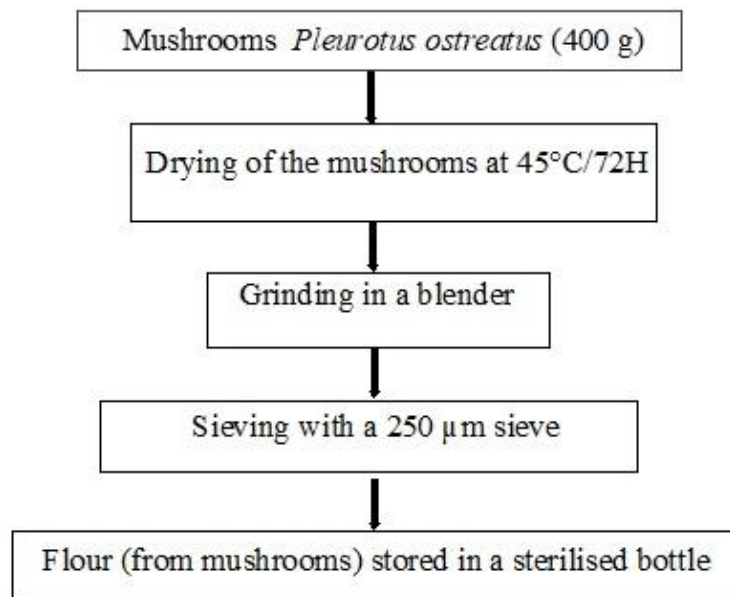 Mushrooms Pleurotus ostreatus (400 g)
Drying of the mushrooms at 45°C/72H
Grinding in a blender
Sieving with a 250 µm sieve
Flour (from mushrooms) stored in a sterilised bottle